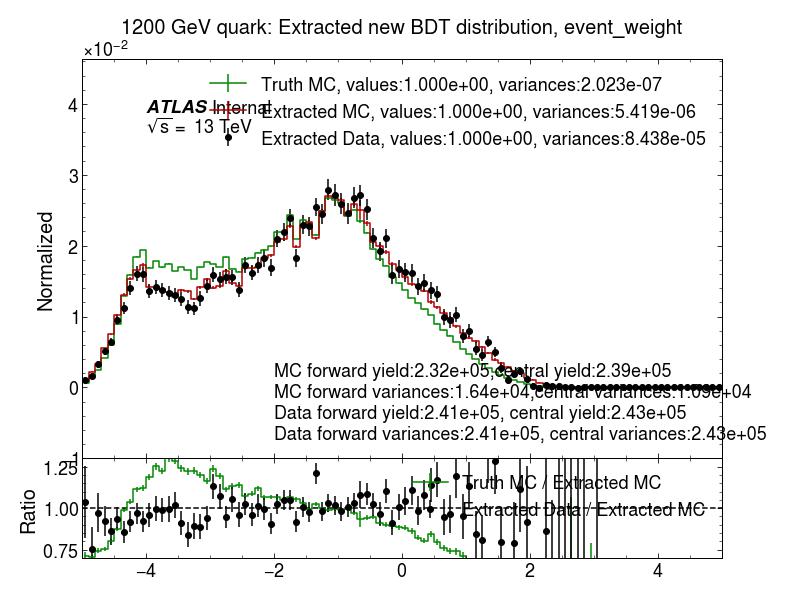 1200 GeV quark: Extracted new BDT distribution, event_weight
×10⁻²
Truth MC, values:1.000e+00, variances:2.023e-07
ATLAS Internal
Extracted MC, values:1.000e+00, variances:5.419e-06
√s = 13 TeV
Extracted Data, values:1.000e+00, variances:8.438e-05
4
3
2
1
0
1
Normalized
MC forward yield:2.32e+05,central yield:2.39e+05
MC forward variances:1.64e+04,central variances:1.09e+04
Data forward yield:2.41e+05, central yield:2.43e+05
Data forward variances:2.41e+05, central variances:2.43e+05
1.25
1.00
0.75
Ratio
Truth MC / Extracted MC
Extracted Data / Extracted MC
−4 −2 0 2 4